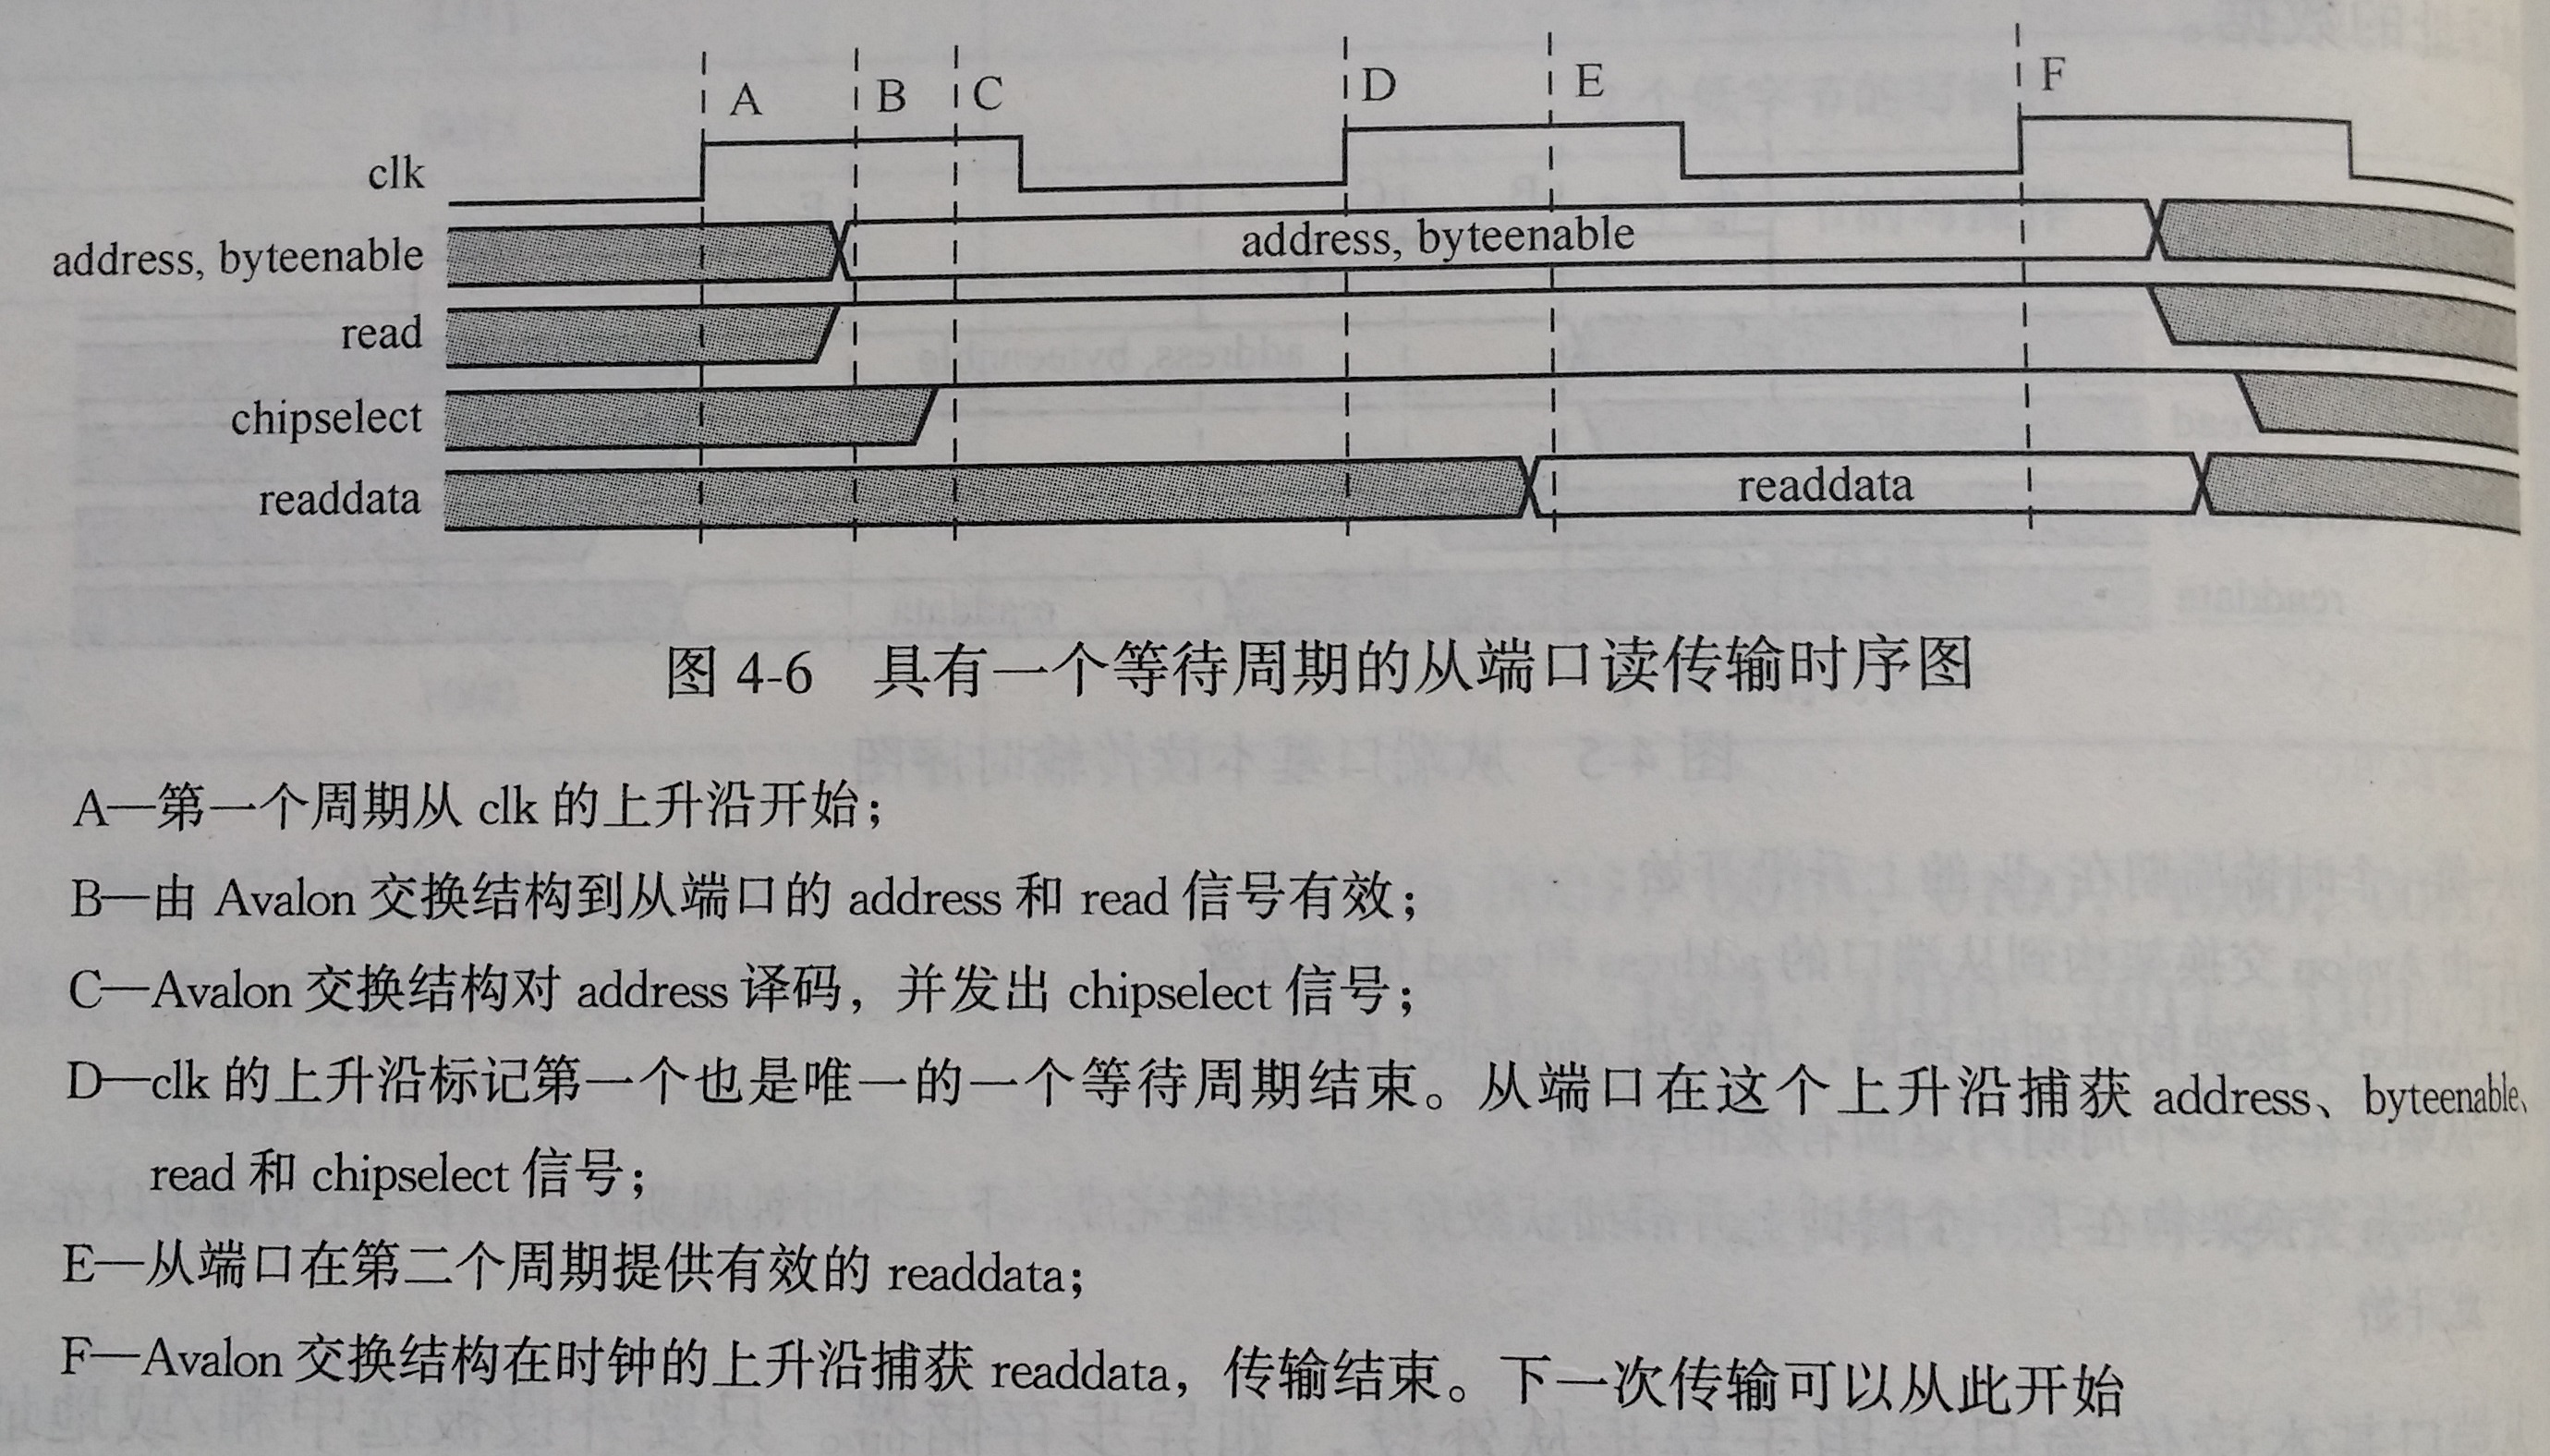 A B C D E F
clk
address, byteenable address, byteenable
read
chipselect
readdata readdata
图 4-6 具有一个等待周期的从端口读传输时序图
A—第一个周期从 clk 的上升沿开始；
B—由 Avalon 交换结构到从端口的 address 和 read 信号有效；
C—Avalon 交换结构对 address 译码，并发出 chipselect 信号；
D—clk 的上升沿标记第一个也是唯一的一个等待周期结束。从端口在这个上升沿捕获 address、byteenable、
read 和 chipselect 信号；
E—从端口在第二个周期提供有效的 readdata；
F—Avalon 交换结构在时钟的上升沿捕获 readdata，传输结束。下一次传输可以从此开始